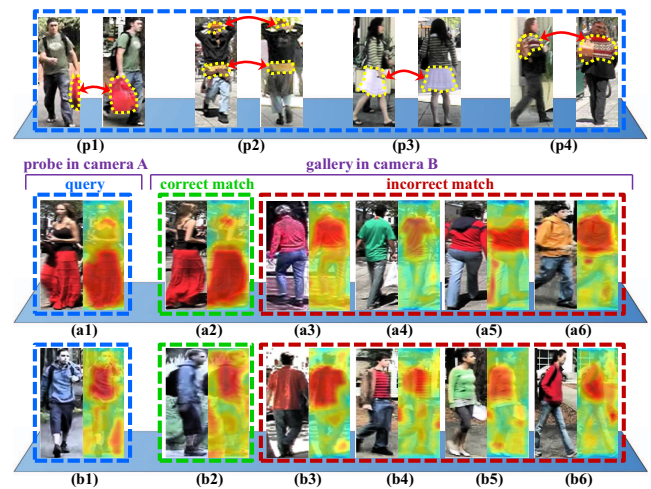 (p1) (p2) (p3) (p4)
probe in camera A gallery in camera B
query correct match incorrect match
(a1) (a2) (a3) (a4) (a5) (a6)
(b1) (b2) (b3) (b4) (b5) (b6)